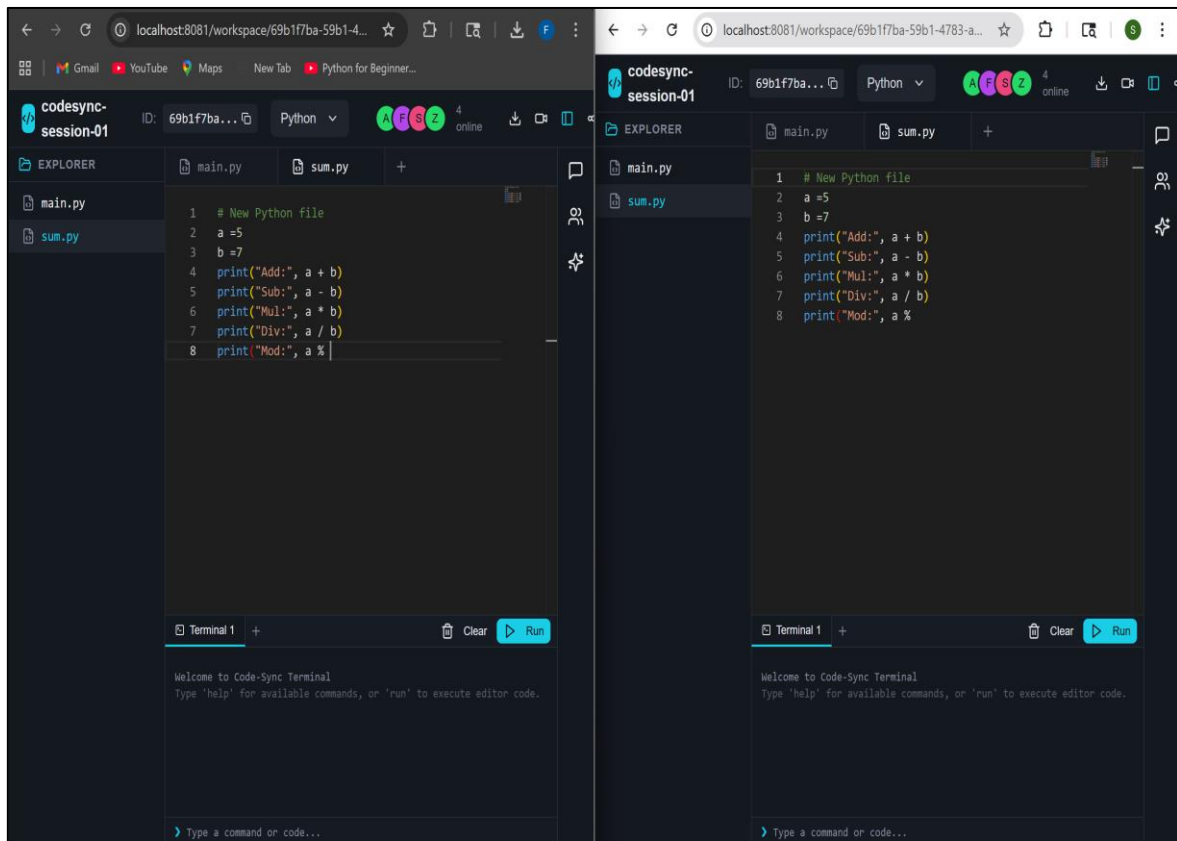 localhost:8081/workspace/69b1f7ba-59b1-4...
F
Gmail YouTube Maps New Tab Python for Beginner...
codesync-session-01
ID: 69b1f7ba... Python A F S Z 4 online
EXPLORER
main.py
sum.py
main.py sum.py +
1 # New Python file
2 a =5
3 b =7
4 print("Add:", a + b)
5 print("Sub:", a - b)
6 print("Mul:", a * b)
7 print("Div:", a / b)
8 print("Mod:", a %
Terminal 1 + Clear Run
Welcome to Code-Sync Terminal
Type 'help' for available commands, or 'run' to execute editor code.
❯ Type a command or code...
localhost:8081/workspace/69b1f7ba-59b1-4783-a...
S
codesync-session-01
ID: 69b1f7ba... Python A F S Z 4 online
EXPLORER
main.py
sum.py
main.py sum.py +
1 # New Python file
2 a =5
3 b =7
4 print("Add:", a + b)
5 print("Sub:", a - b)
6 print("Mul:", a * b)
7 print("Div:", a / b)
8 print("Mod:", a %
Terminal 1 + Clear Run
Welcome to Code-Sync Terminal
Type 'help' for available commands, or 'run' to execute editor code.
❯ Type a command or code...